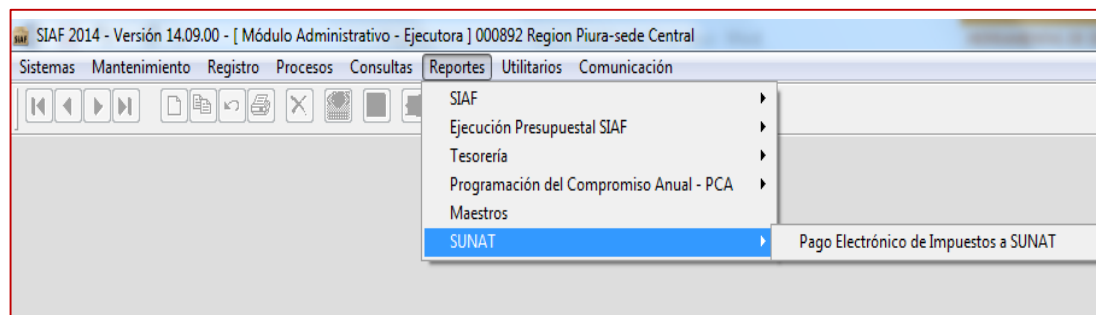 SIAF 2014 - Versión 14.09.00 - [ Módulo Administrativo - Ejecutora ] 000892 Region Piura-sede Central
Sistemas Mantenimiento Registro Procesos Consultas Reportes Utilitarios Comunicación
SIAF
Ejecución Presupuestal SIAF
Tesorería
Programación del Compromiso Anual - PCA
Maestros
SUNAT
Pago Electrónico de Impuestos a SUNAT